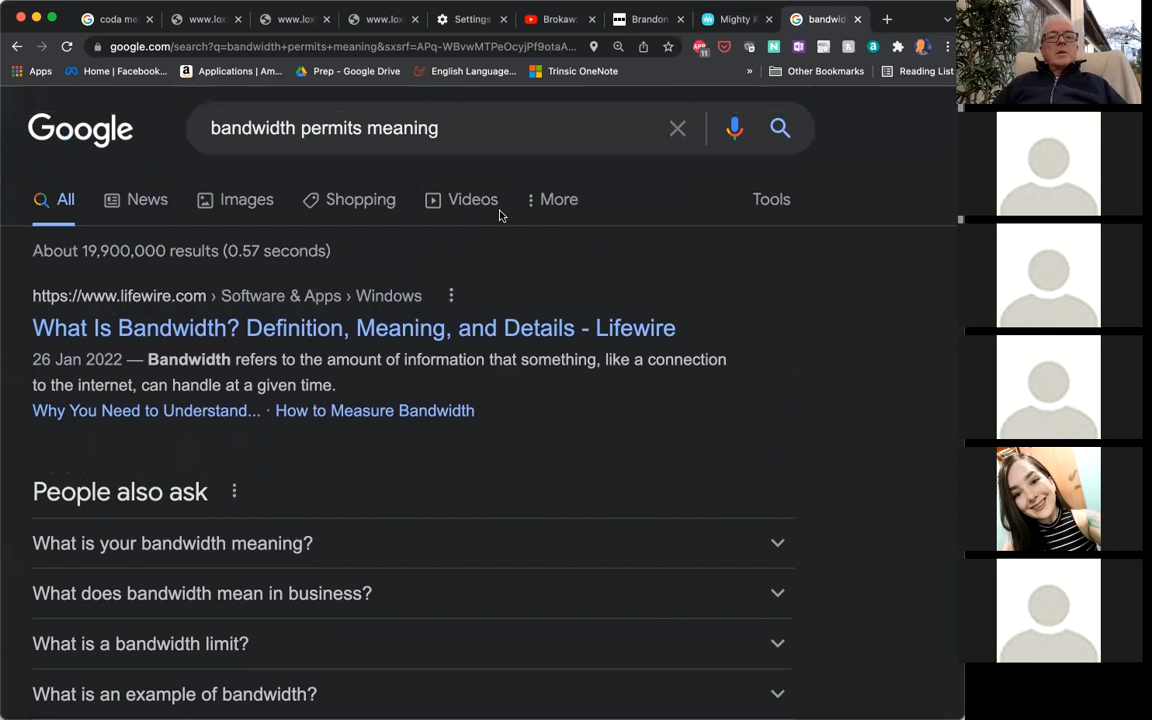 coda me
www.lox
www.lox
www.lox
Settings
Brokaw:
Brandon
Mighty K
bandwid
google.com/search?q=bandwidth+permits+meaning&sxsrf=APq-WBvwMTPeOcyjPf9otaA...
11
Apps
Home | Facebook...
Applications | Am...
Prep - Google Drive
English Language...
Trinsic OneNote
»
Other Bookmarks
Reading List
Google
bandwidth permits meaning
All
News
Images
Shopping
Videos
More
Tools
About 19,900,000 results (0.57 seconds)
https://www.lifewire.com › Software & Apps › Windows
What Is Bandwidth? Definition, Meaning, and Details - Lifewire
26 Jan 2022 — Bandwidth refers to the amount of information that something, like a connection
to the internet, can handle at a given time.
Why You Need to Understand... · How to Measure Bandwidth
People also ask
What is your bandwidth meaning?
What does bandwidth mean in business?
What is a bandwidth limit?
What is an example of bandwidth?